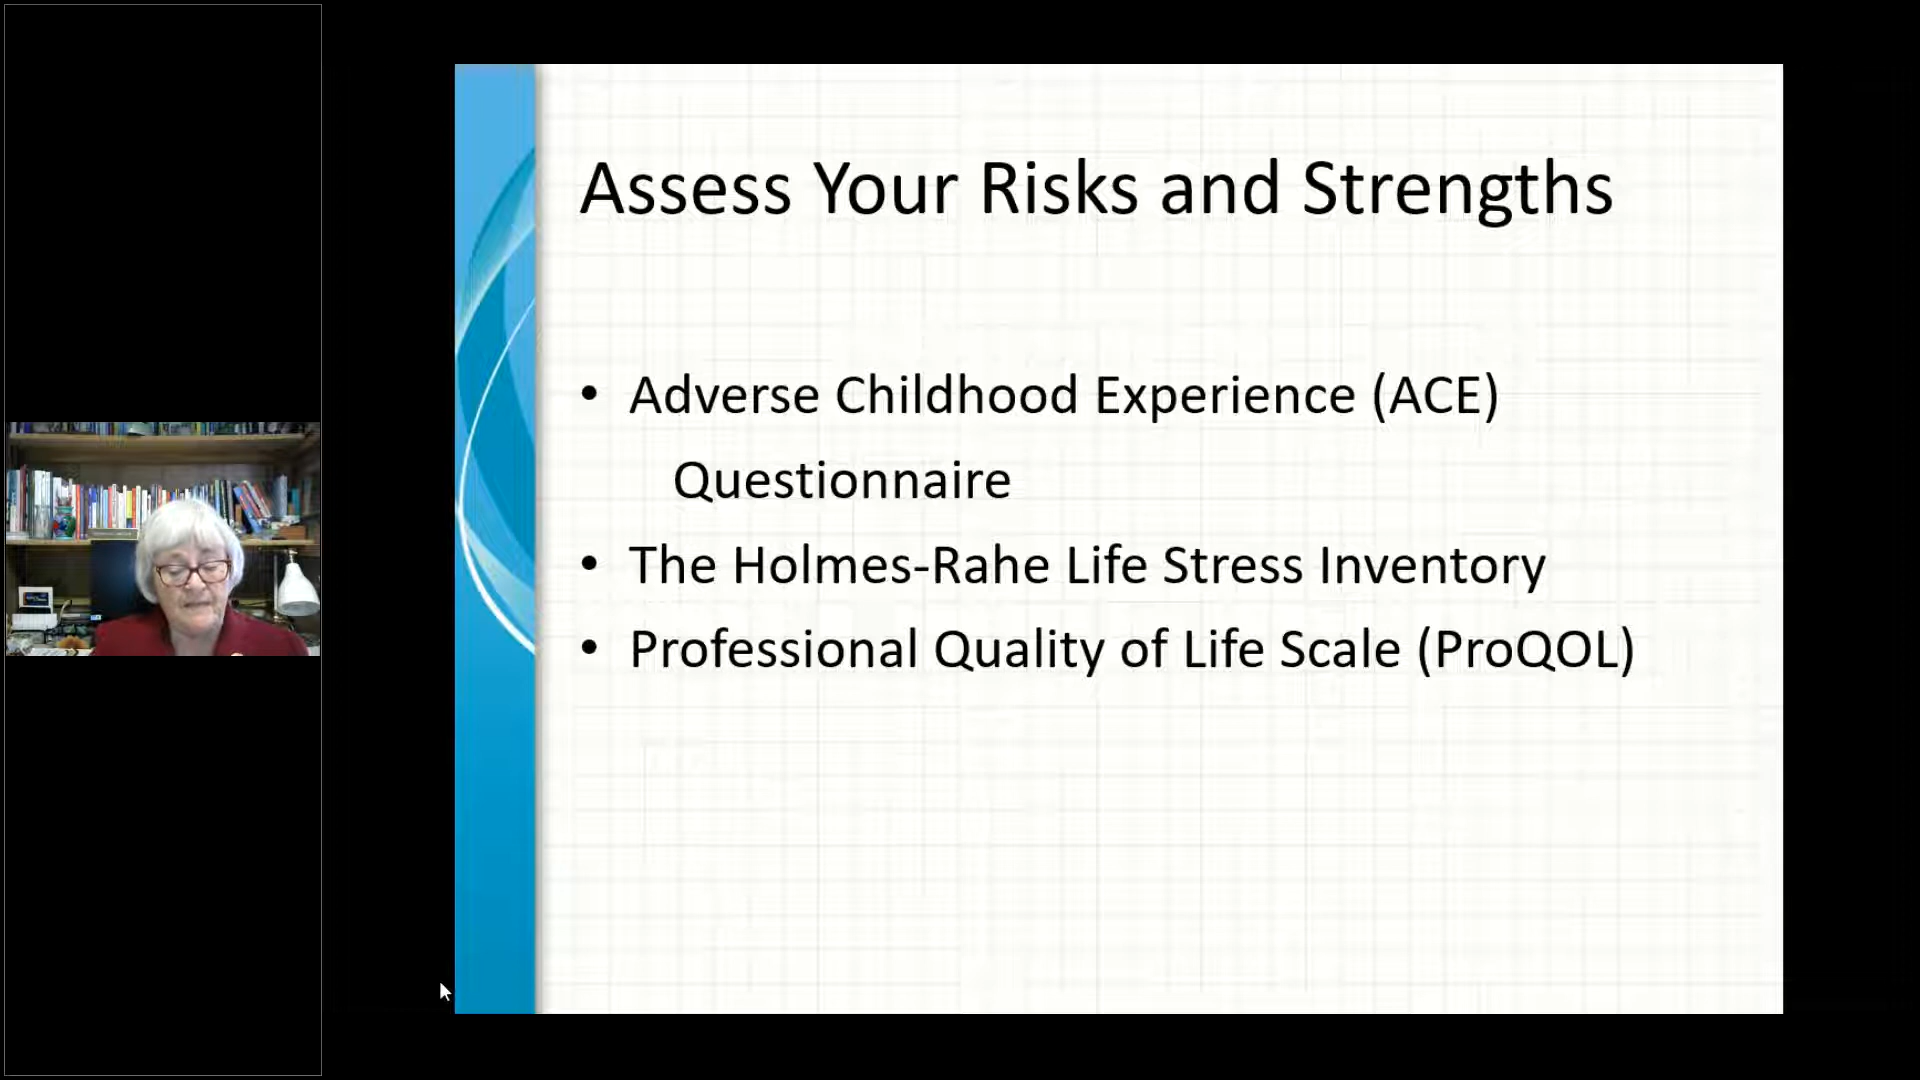 Assess Your Risks and Strengths
• Adverse Childhood Experience (ACE)
Questionnaire
• The Holmes-Rahe Life Stress Inventory
• Professional Quality of Life Scale (ProQOL)